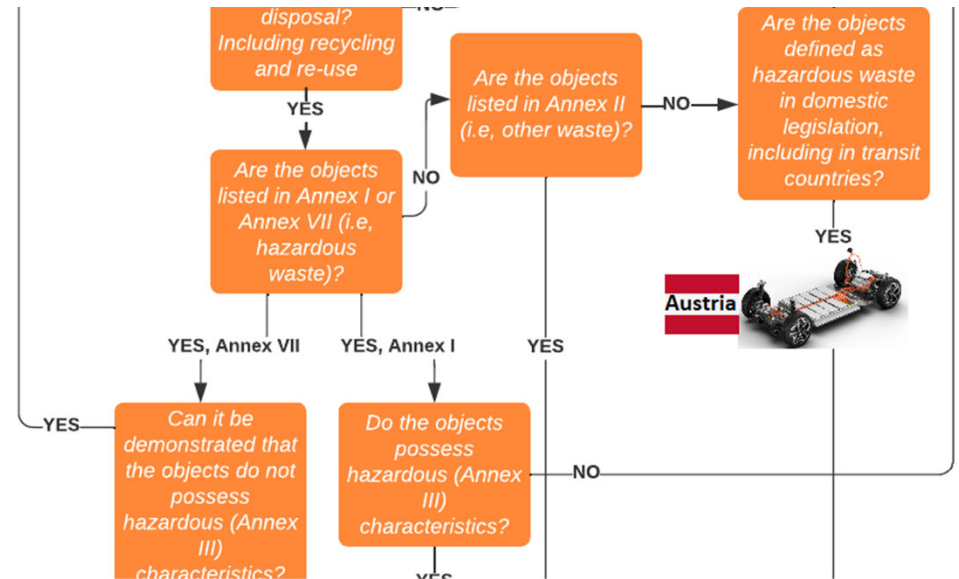 NO
disposal?
Including recycling
and re-use
YES
Are the objects
listed in Annex I or
Annex VII (i.e,
hazardous
waste)?
NO
Are the objects
listed in Annex II
(i.e, other waste)?
NO
Are the objects
defined as
hazardous waste
in domestic
legislation,
including in transit
countries?
YES
Austria
YES, Annex VII
YES, Annex I
YES
YES
Can it be
demonstrated that
the objects do not
possess
hazardous (Annex
III)
characteristics?
Do the objects
possess
hazardous (Annex
III)
characteristics?
NO
YES